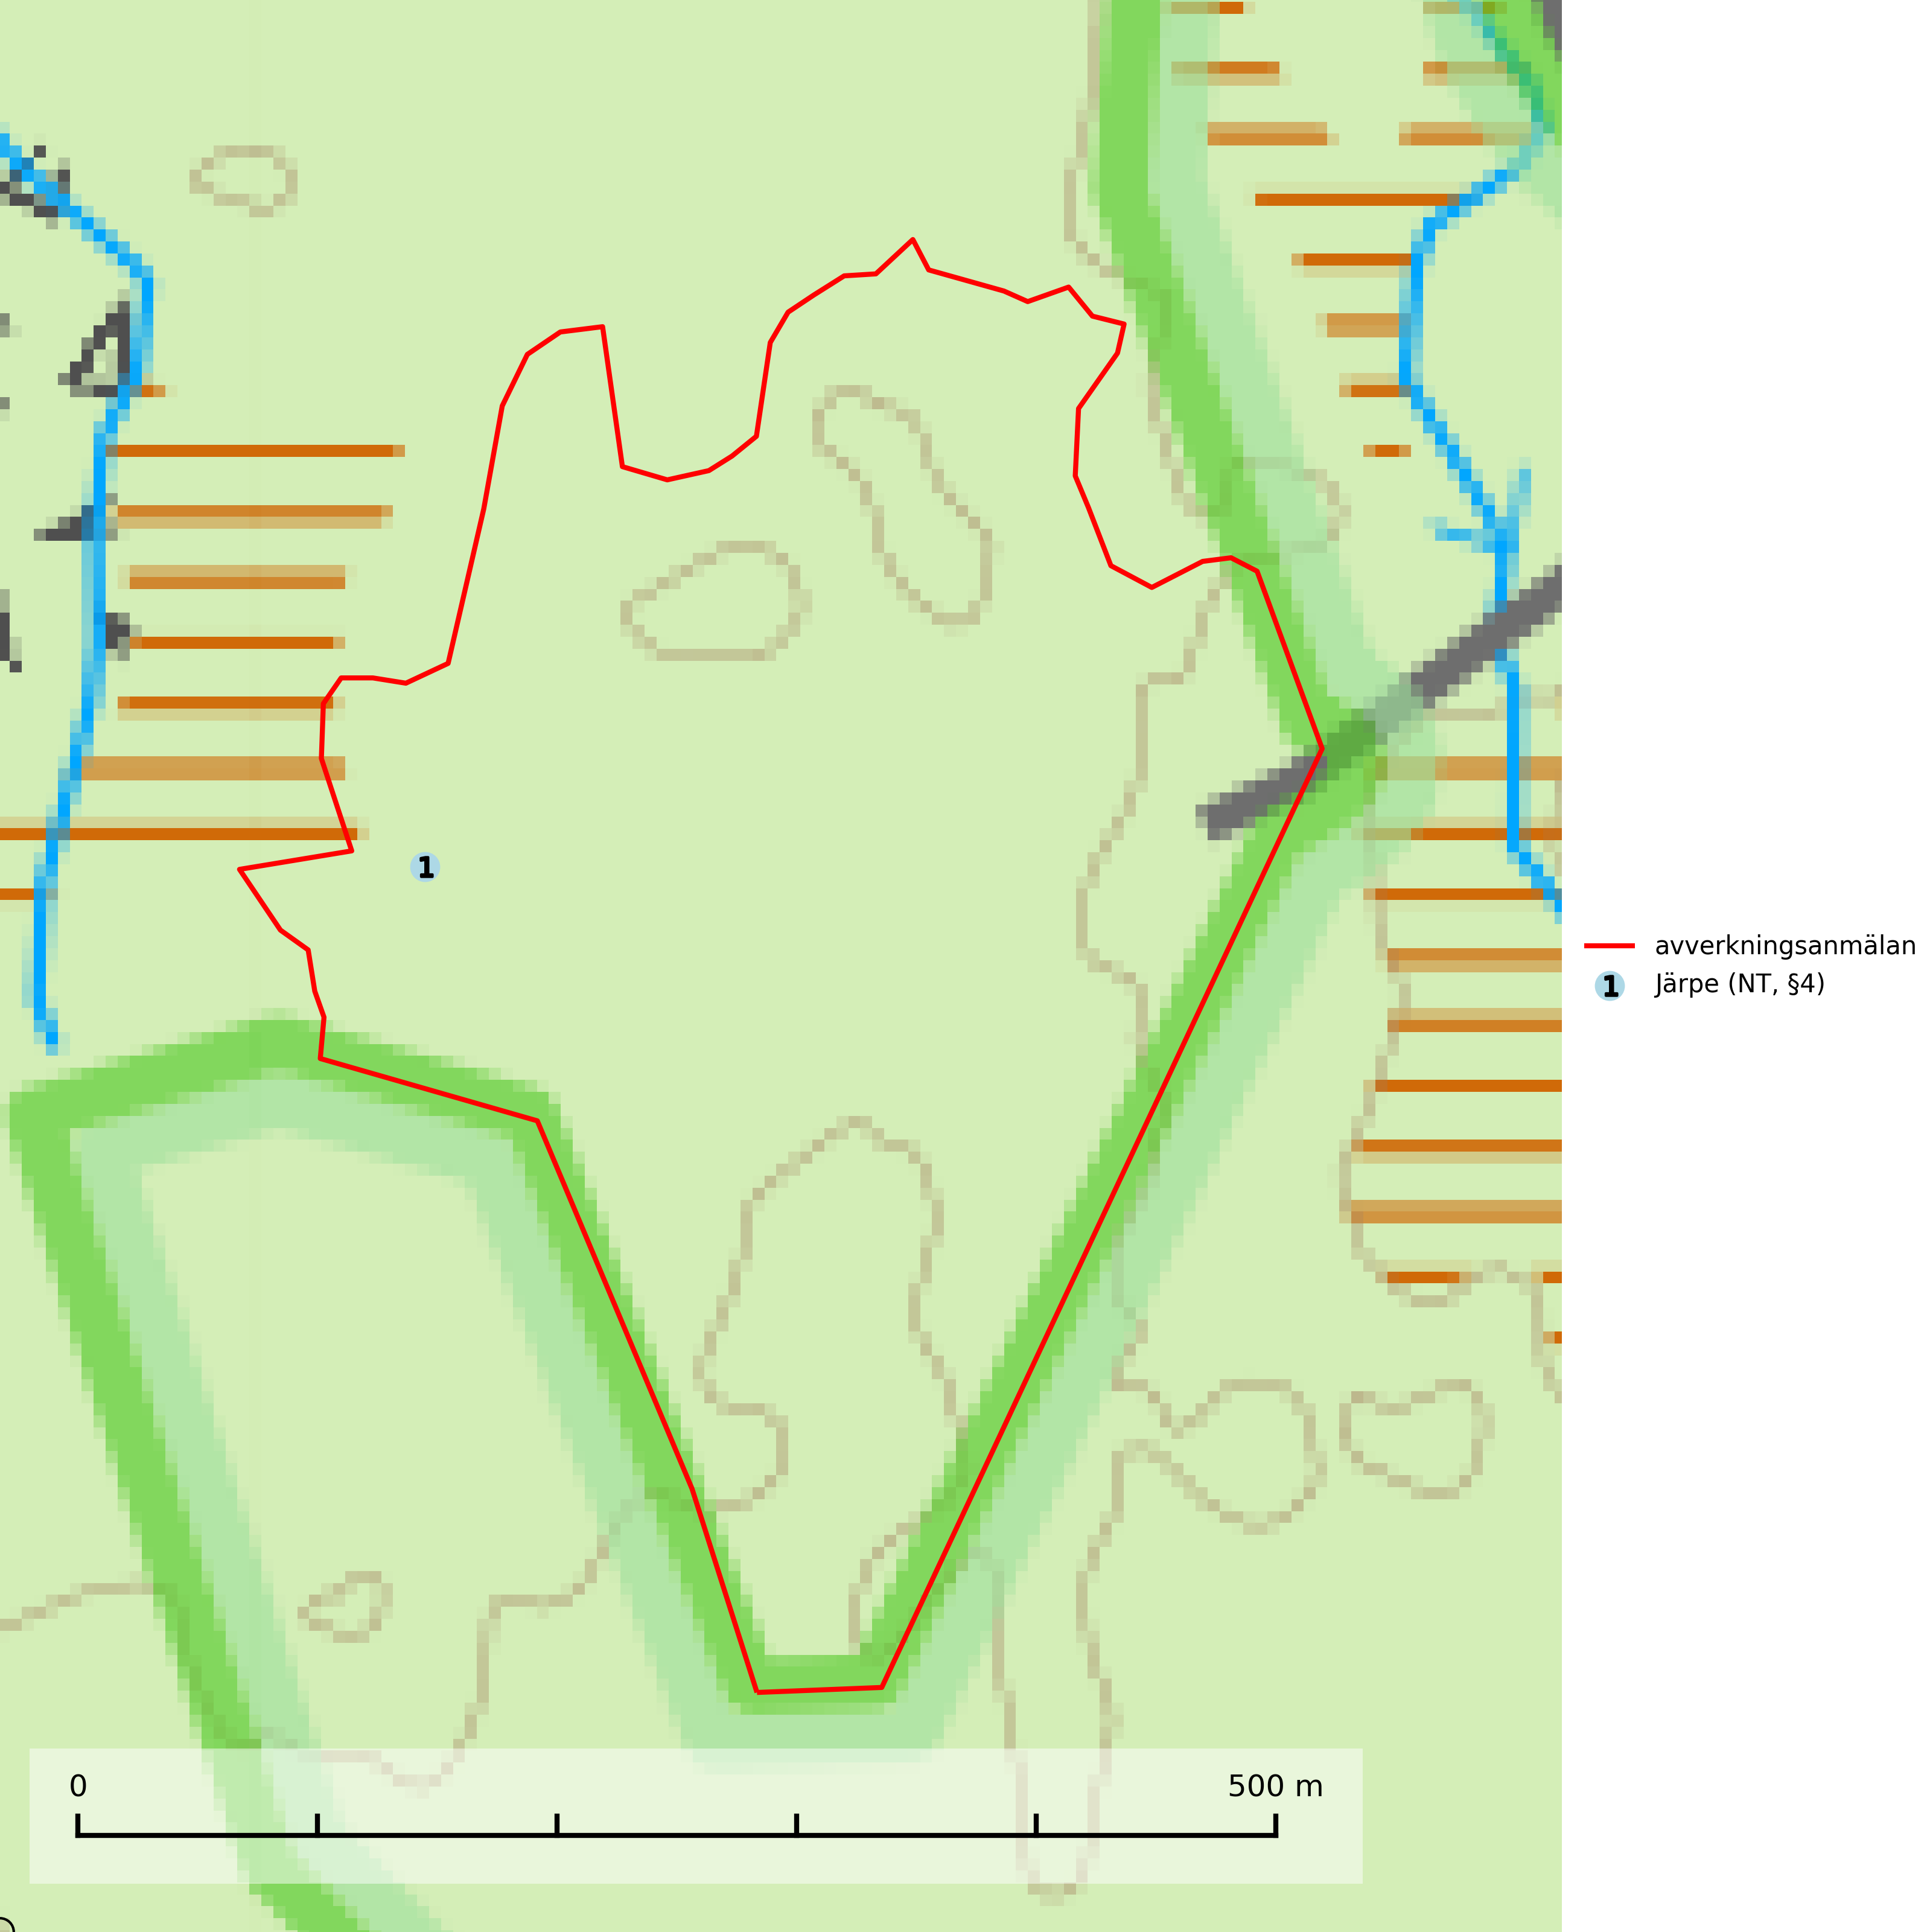 1
avverkningsanmälan
1 Järpe (NT, §4)
0 500 m